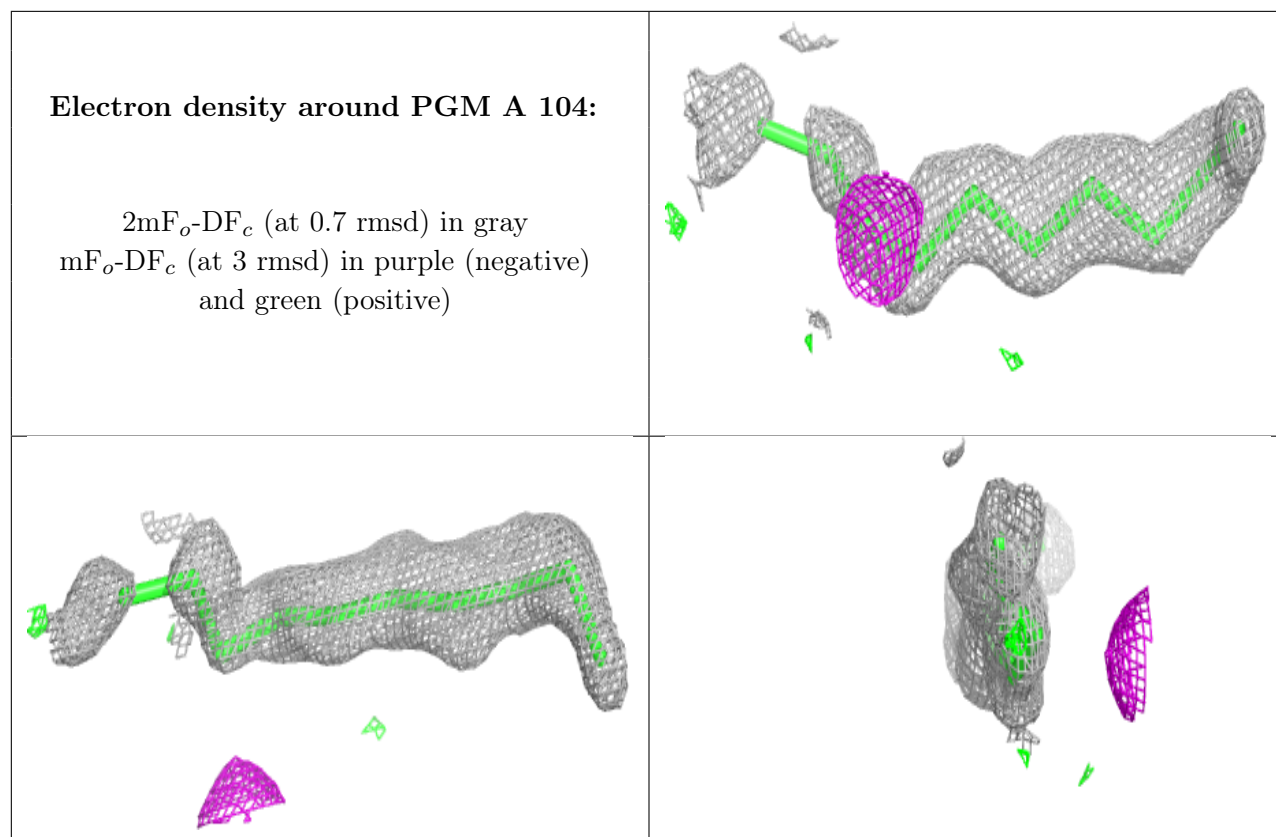 Electron density around PGM A 104:
2mFo-DFc (at 0.7 rmsd) in gray
mFo-DFc (at 3 rmsd) in purple (negative)
and green (positive)